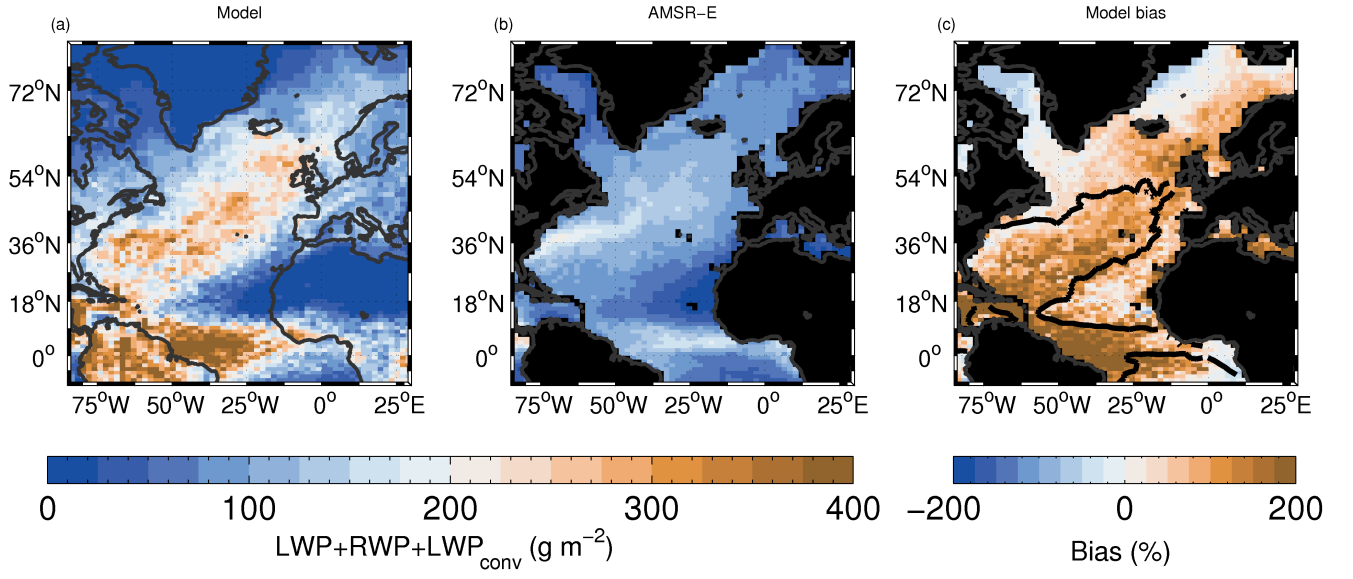 Model
AMSR−E
Model bias
(a)
(b)
(c)
72°N
54°N
36°N
18°N
0°
72°N
54°N
36°N
18°N
0°
72°N
54°N
36°N
18°N
0°
75°W 50°W 25°W 0° 25°E
75°W 50°W 25°W 0° 25°E
75°W 50°W 25°W 0° 25°E
0 100 200 300 400
LWP+RWP+LWP_conv (g m⁻²)
−200 0 200
Bias (%)